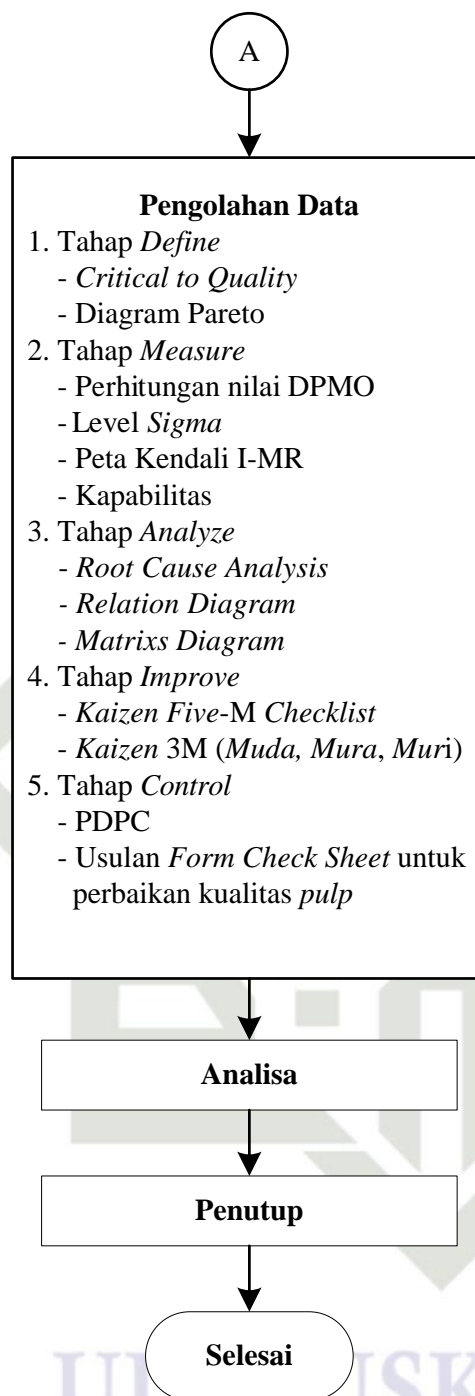 A
Pengolahan Data
1. Tahap Define
- Critical to Quality
- Diagram Pareto
2. Tahap Measure
- Perhitungan nilai DPMO
- Level Sigma
- Peta Kendali I-MR
- Kapabilitas
3. Tahap Analyze
- Root Cause Analysis
- Relation Diagram
- Matrixs Diagram
4. Tahap Improve
- Kaizen Five-M Checklist
- Kaizen 3M (Muda, Mura, Muri)
5. Tahap Control
- PDPC
- Usulan Form Check Sheet untuk
perbaikan kualitas pulp
Analisa
Penutup
Selesai